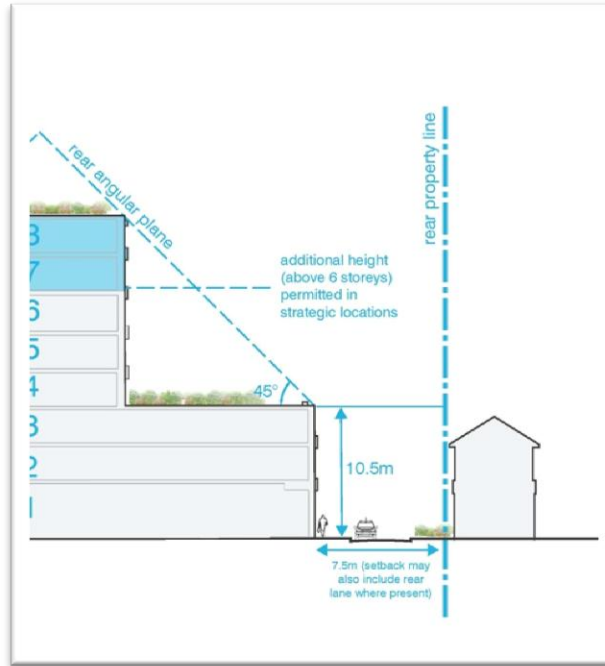 rear property line
rear angular plane
8
7
6
5
4
3
2
1
additional height
(above 6 storeys)
permitted in
strategic locations
45°
10.5m
7.5m (setback may
also include rear
lane where present)